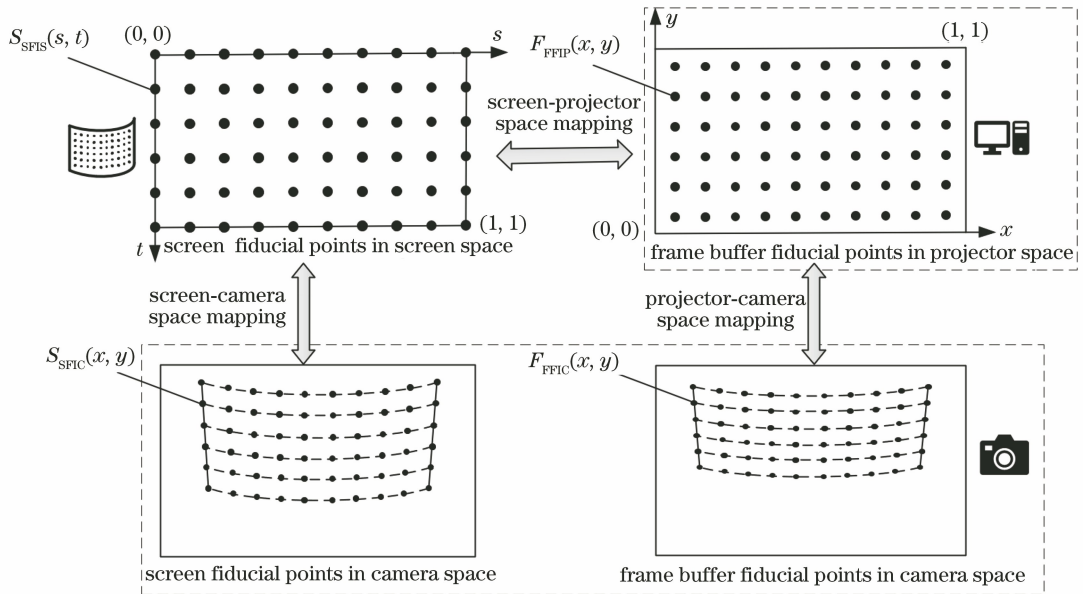 S_SFIS(s, t)
(0, 0)
s
(1, 1)
t
screen fiducial points in screen space
screen-projector
space mapping
y
(1, 1)
F_FFIP(x, y)
(0, 0)
x
frame buffer fiducial points in projector space
screen-camera
space mapping
projector-camera
space mapping
S_SFIC(x, y)
screen fiducial points in camera space
F_FFIC(x, y)
frame buffer fiducial points in camera space